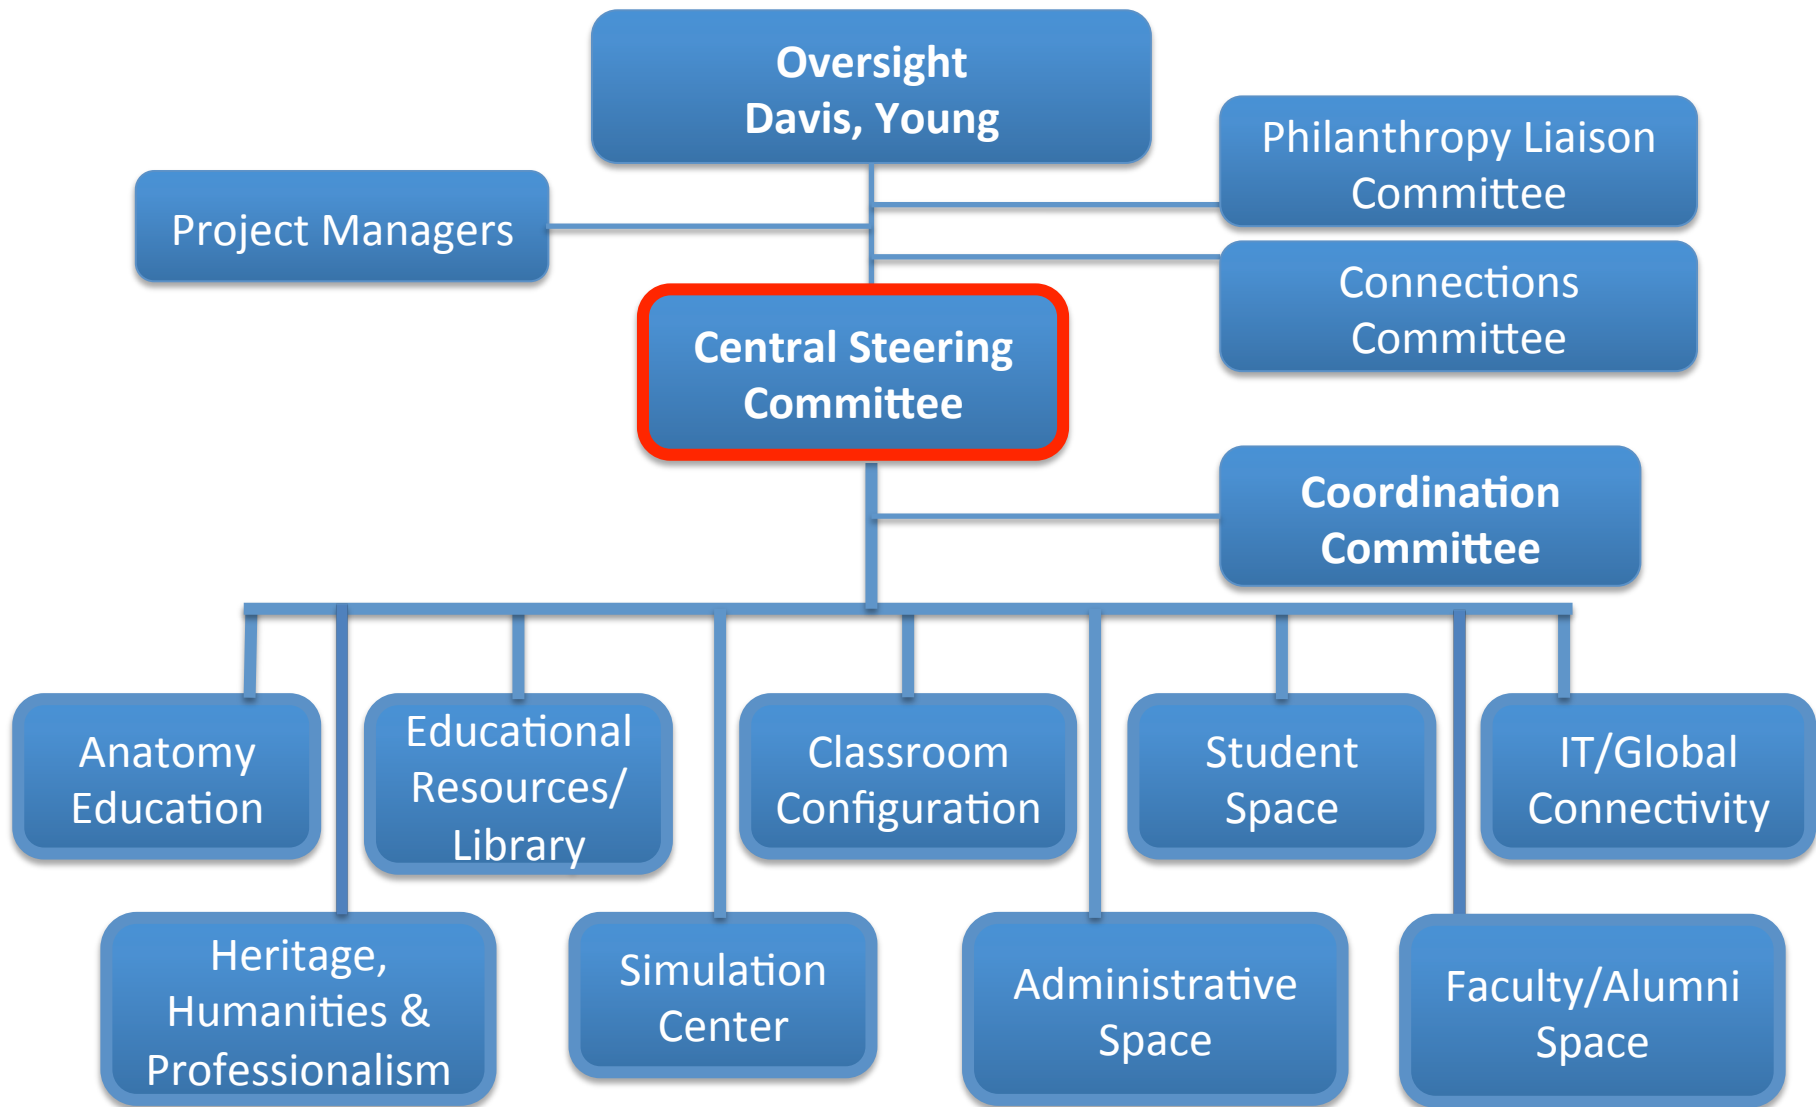 Oversight
Davis, Young
Philanthropy Liaison
Committee
Project Managers
Connections
Committee
Central Steering
Committee
Coordination
Committee
Anatomy
Education
Educational
Resources/
Library
Classroom
Configuration
Student
Space
IT/Global
Connectivity
Heritage,
Humanities &
Professionalism
Simulation
Center
Administrative
Space
Faculty/Alumni
Space